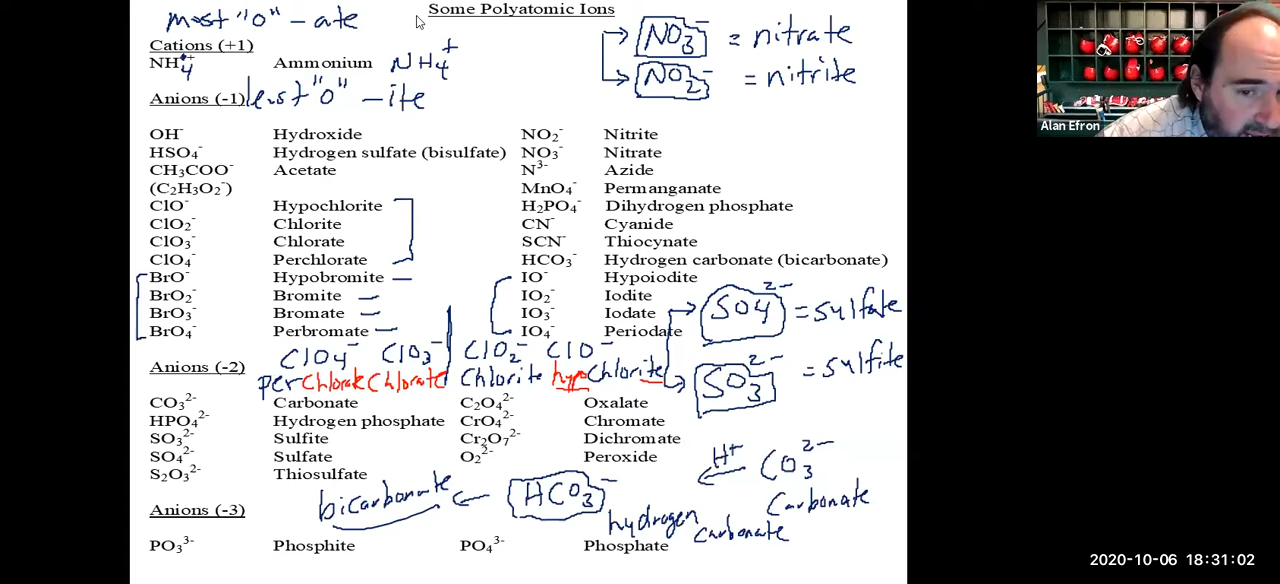 Some Polyatomic Ions
most "O" - ate
Cations (+1)
NH₄⁺ Ammonium NH₄⁺
NO₃⁻ = nitrate
NO₂⁻ = nitrite
Anions (-1) least "O" - ite
OH⁻ Hydroxide NO₂⁻ Nitrite
HSO₄⁻ Hydrogen sulfate (bisulfate) NO₃⁻ Nitrate
CH₃COO⁻ Acetate N³⁻ Azide
(C₂H₃O₂⁻) MnO₄⁻ Permanganate
ClO⁻ Hypochlorite H₂PO₄⁻ Dihydrogen phosphate
ClO₂⁻ Chlorite CN⁻ Cyanide
ClO₃⁻ Chlorate SCN⁻ Thiocynate
ClO₄⁻ Perchlorate HCO₃⁻ Hydrogen carbonate (bicarbonate)
BrO⁻ Hypobromite IO⁻ Hypoiodite
BrO₂⁻ Bromite IO₂⁻ Iodite
BrO₃⁻ Bromate IO₃⁻ Iodate
BrO₄⁻ Perbromate IO₄⁻ Periodate
SO₄²⁻ = sulfate
SO₃²⁻ = sulfite
ClO₄⁻ ClO₃⁻ ClO₂⁻ ClO⁻
perchlorate Chlorate Chlorite hypochlorite
Anions (-2)
CO₃²⁻ Carbonate C₂O₄²⁻ Oxalate
HPO₄²⁻ Hydrogen phosphate CrO₄²⁻ Chromate
SO₃²⁻ Sulfite Cr₂O₇²⁻ Dichromate
SO₄²⁻ Sulfate O₂²⁻ Peroxide
S₂O₃²⁻ Thiosulfate
H⁺ CO₃²⁻
Carbonate
bicarbonate HCO₃⁻
hydrogen carbonate
Anions (-3)
PO₃³⁻ Phosphite PO₄³⁻ Phosphate
Alan Efron
2020-10-06 18:31:02